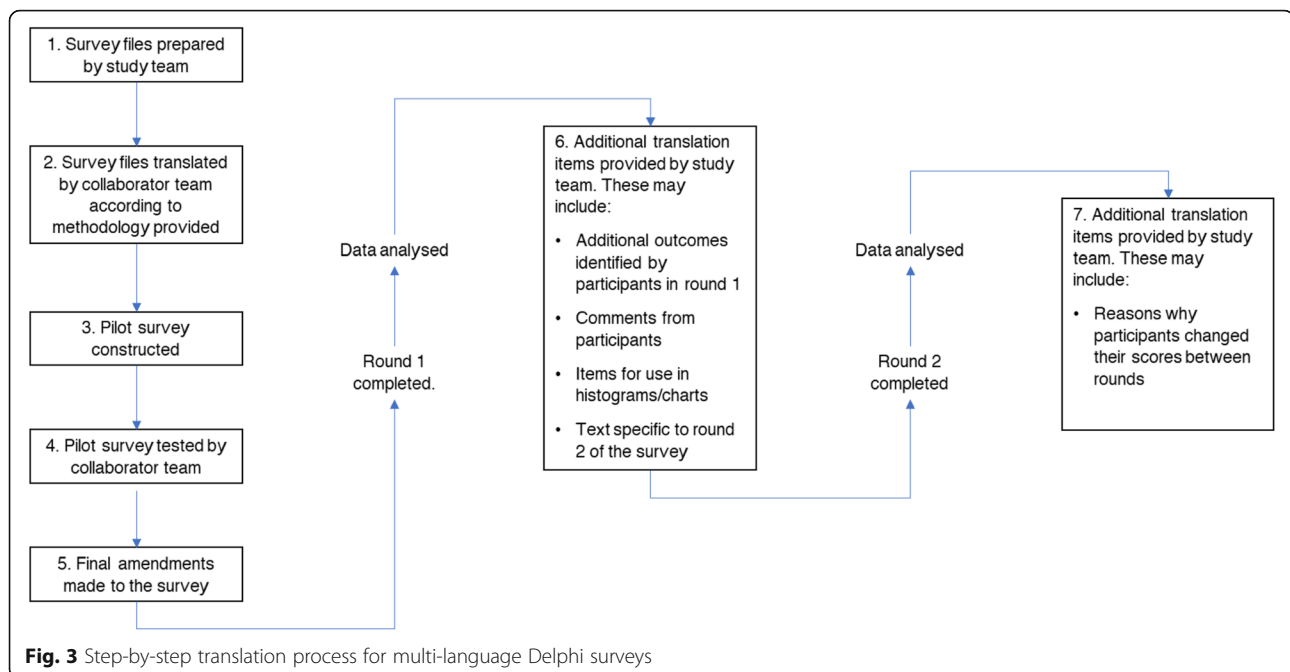 1. Survey files prepared
by study team
2. Survey files translated
by collaborator team
according to
methodology provided
3. Pilot survey
constructed
4. Pilot survey tested by
collaborator team
5. Final amendments
made to the survey
Round 1
completed.
Data analysed
6. Additional translation
items provided by study
team. These may
include:
• Additional outcomes
identified by
participants in round 1
• Comments from
participants
• Items for use in
histograms/charts
• Text specific to round
2 of the survey
Round 2
completed
Data analysed
7. Additional translation
items provided by study
team. These may
include:
• Reasons why
participants changed
their scores between
rounds
Fig. 3 Step-by-step translation process for multi-language Delphi surveys